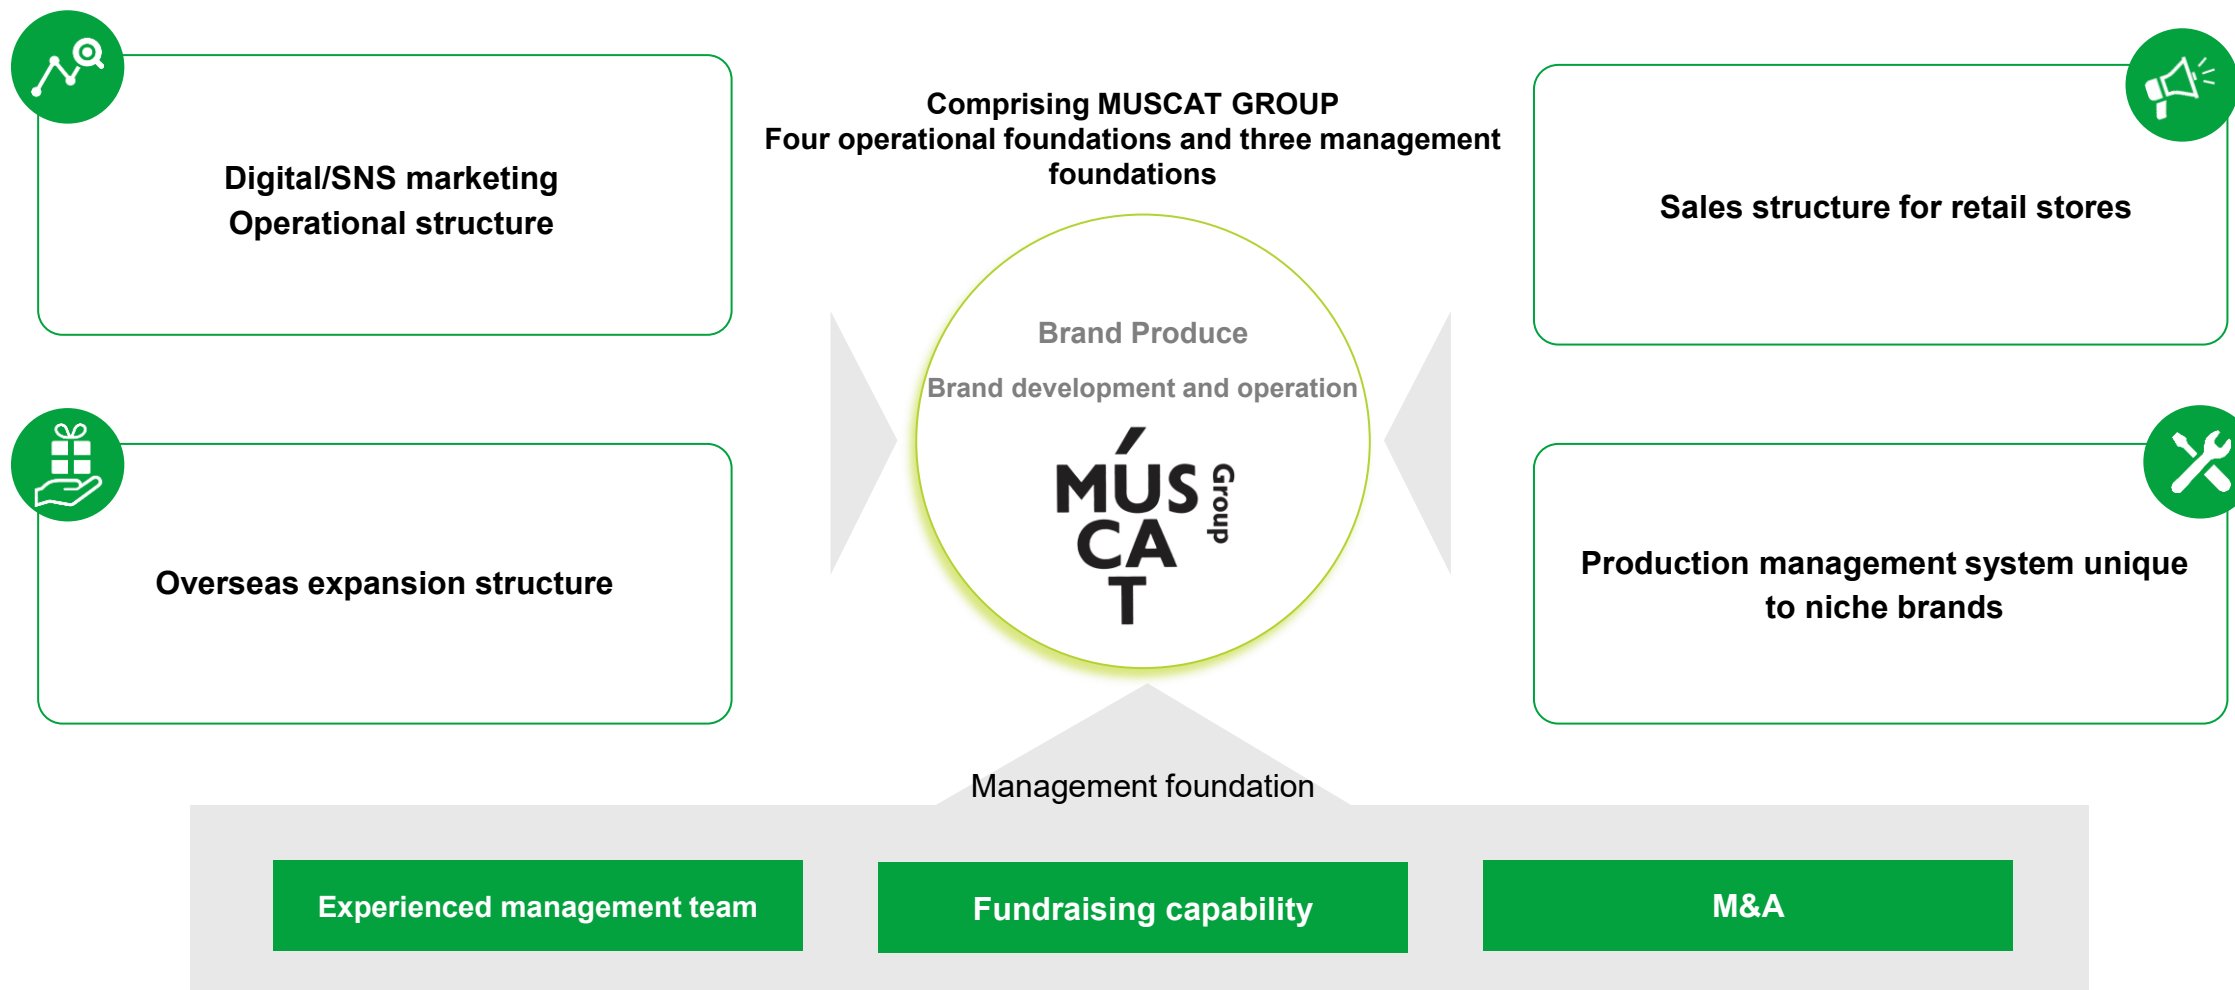 Comprising MUSCAT GROUP
Four operational foundations and three management
foundations
Digital/SNS marketing
Operational structure
Sales structure for retail stores
Brand Produce
Brand development and operation
MÚS
CA
T
Group
Overseas expansion structure
Production management system unique
to niche brands
Management foundation
Experienced management team
Fundraising capability
M&A